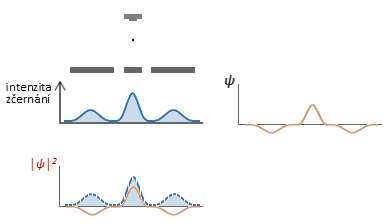 intenzita
zčernání
ψ
|ψ|²